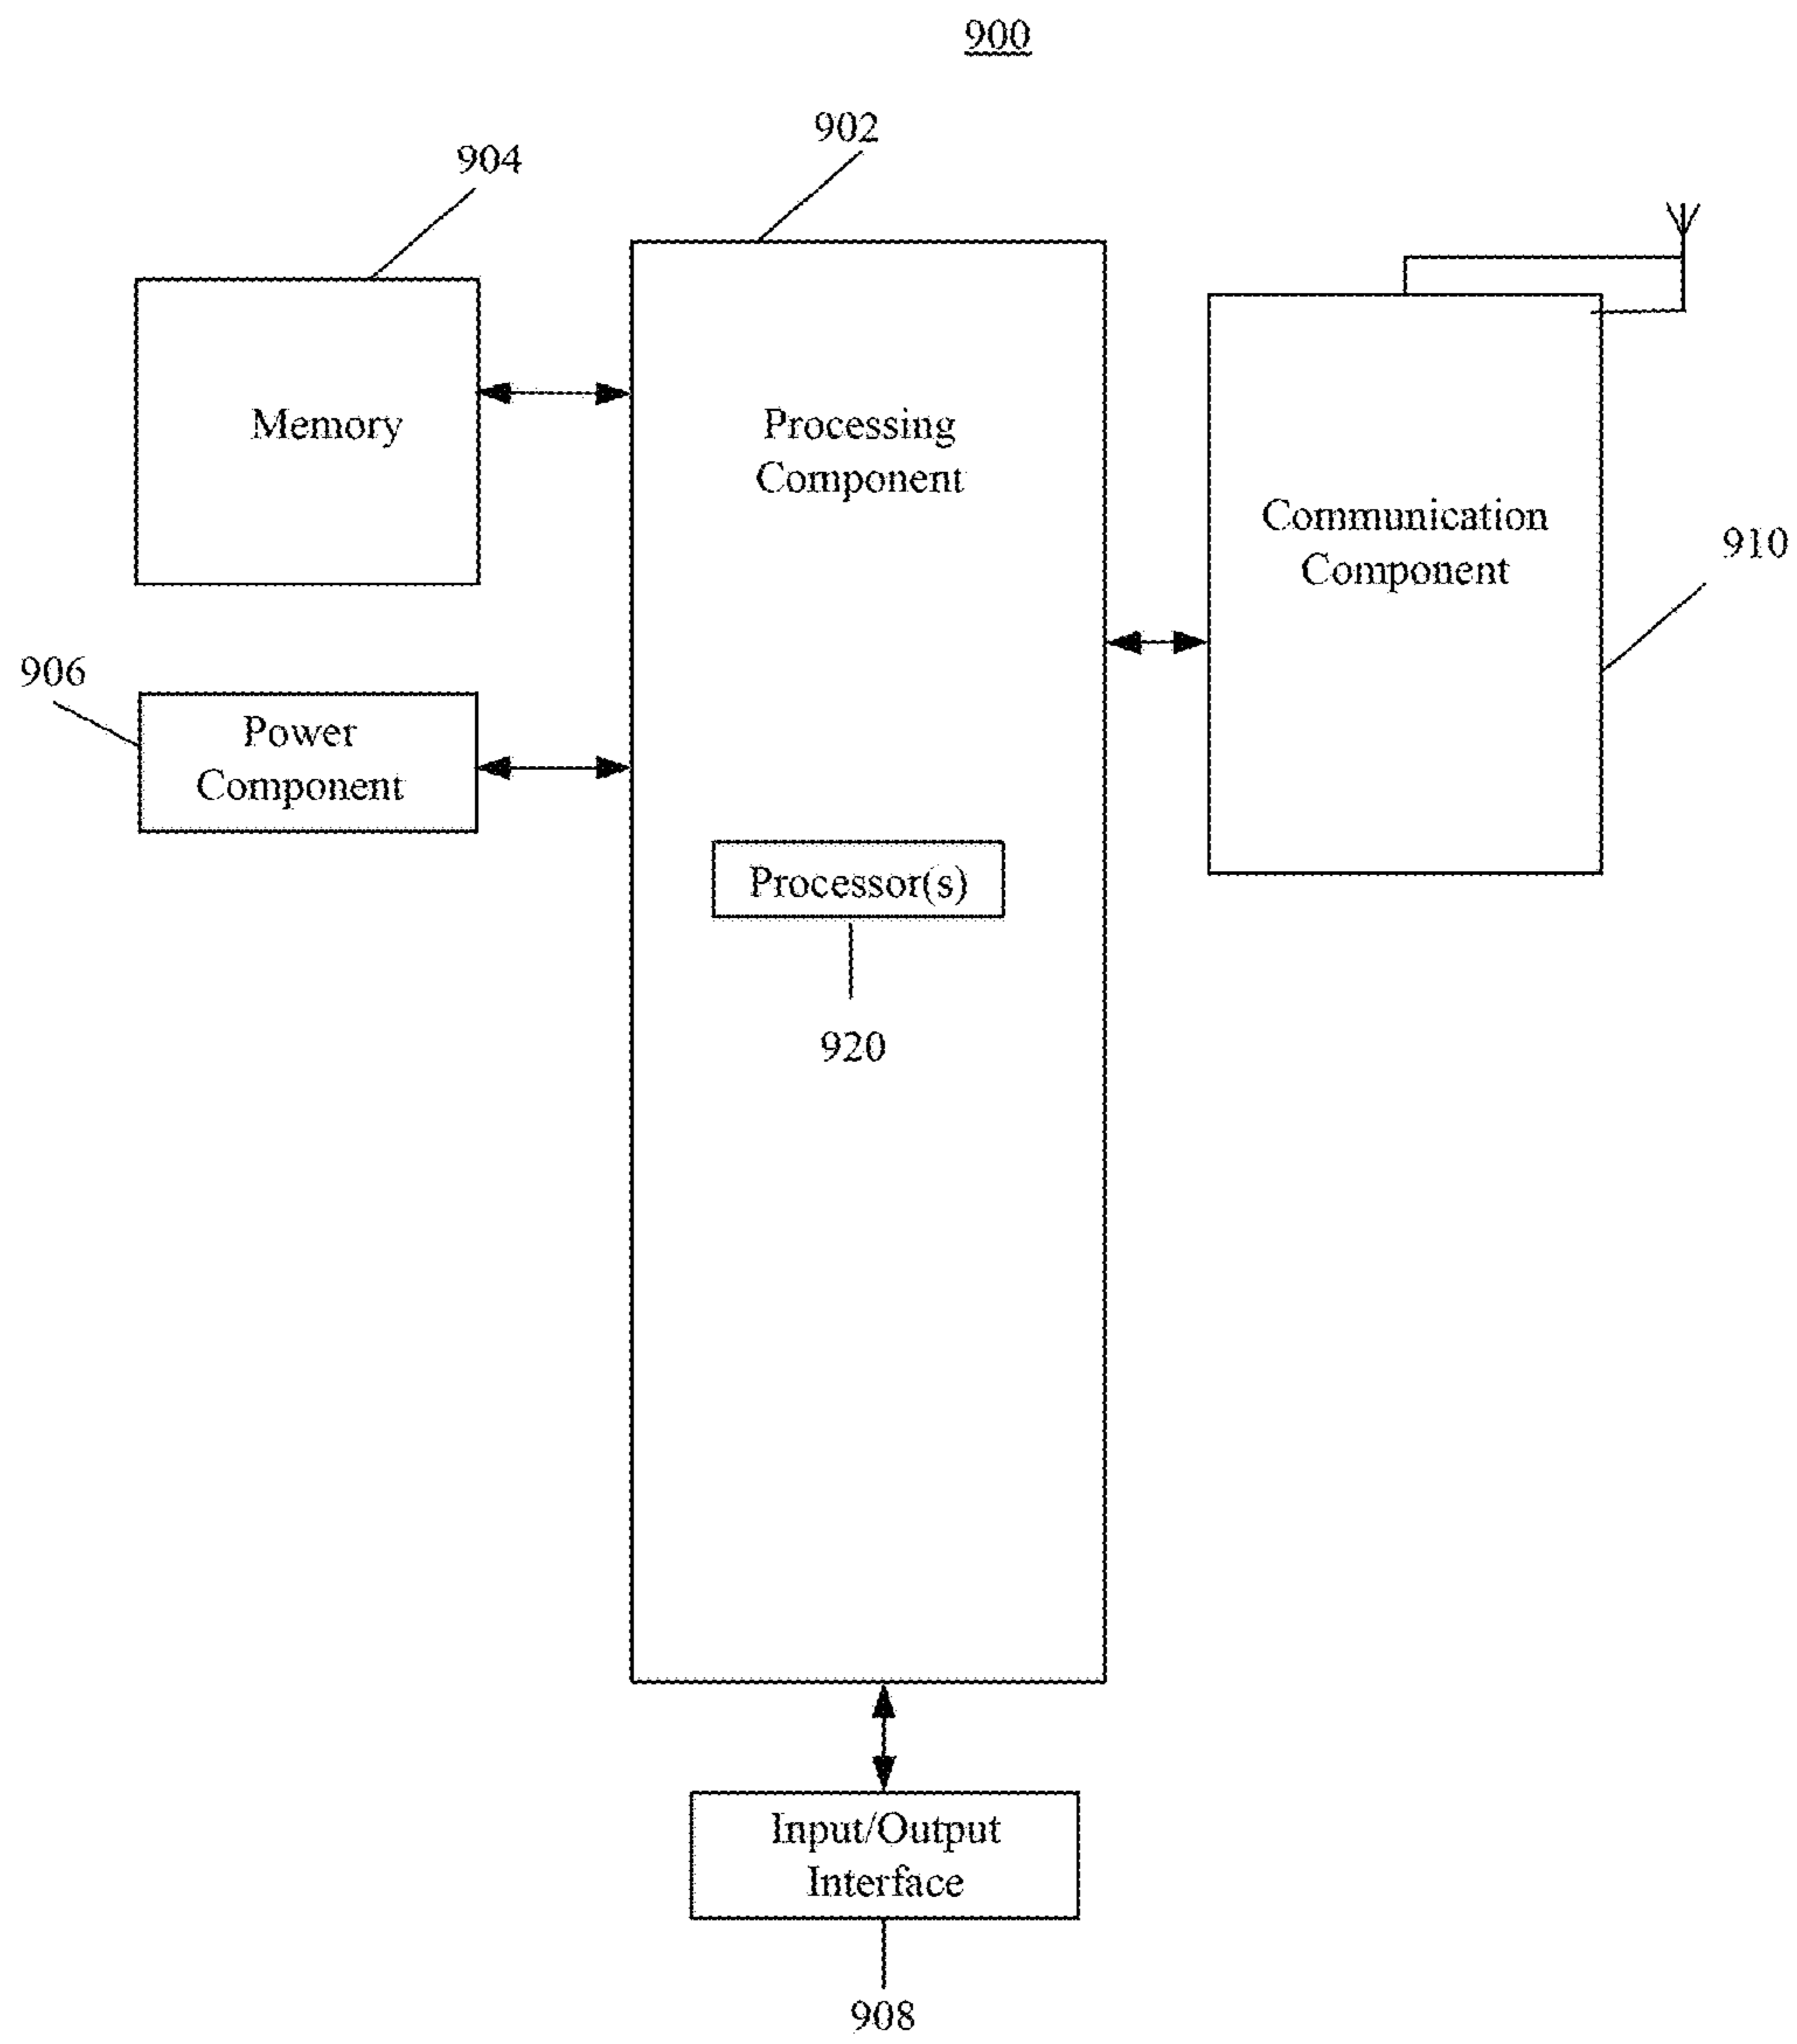 900
902
904
Memory
Processing
Component
Communication
Component
910
906
Power
Component
Processor(s)
920
Input/Output
Interface
908